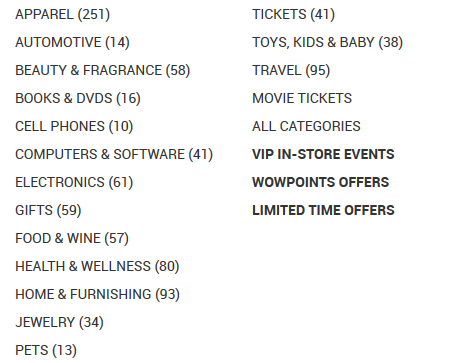 APPAREL (251)
AUTOMOTIVE (14)
BEAUTY & FRAGRANCE (58)
BOOKS & DVDS (16)
CELL PHONES (10)
COMPUTERS & SOFTWARE (41)
ELECTRONICS (61)
GIFTS (59)
FOOD & WINE (57)
HEALTH & WELLNESS (80)
HOME & FURNISHING (93)
JEWELRY (34)
PETS (13)
TICKETS (41)
TOYS, KIDS & BABY (38)
TRAVEL (95)
MOVIE TICKETS
ALL CATEGORIES
VIP IN-STORE EVENTS
WOWPOINTS OFFERS
LIMITED TIME OFFERS